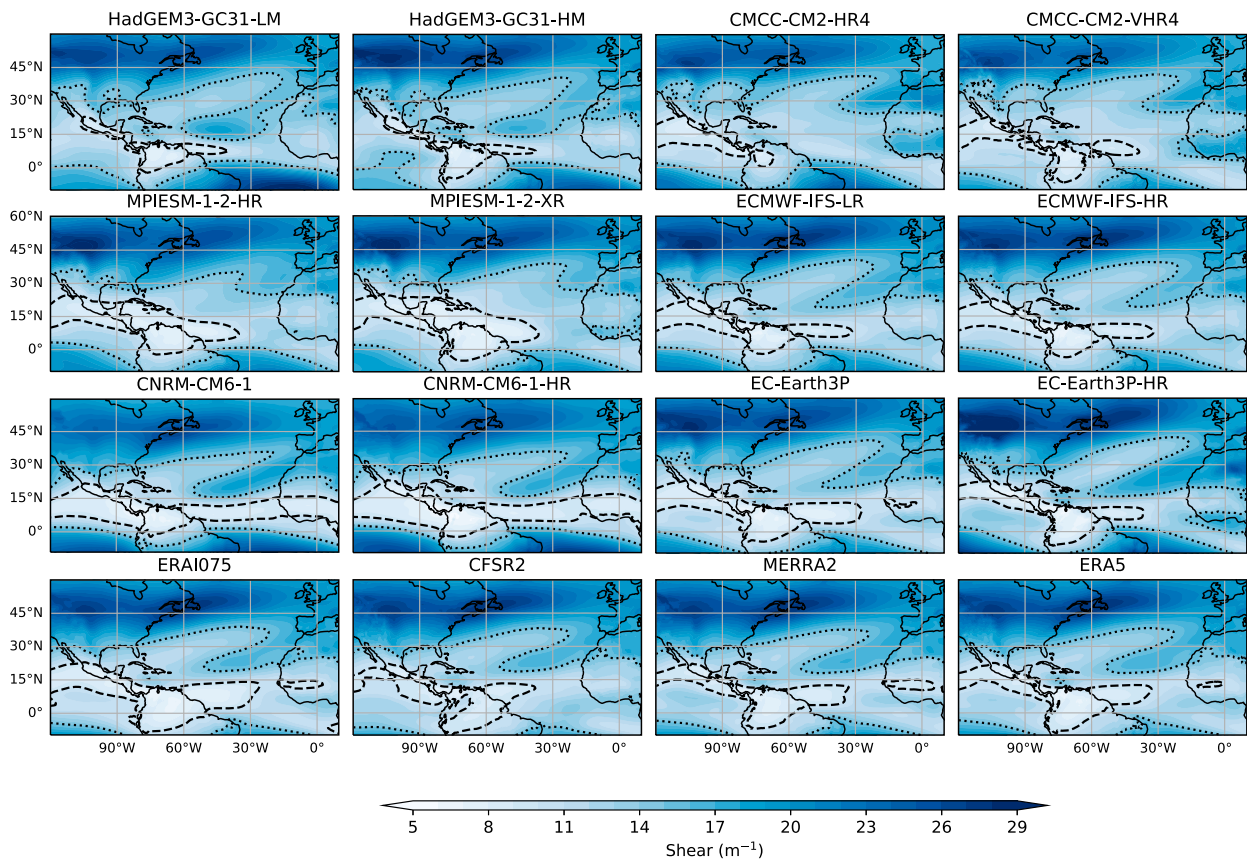 HadGEM3-GC31-LM HadGEM3-GC31-HM CMCC-CM2-HR4 CMCC-CM2-VHR4
45°N
30°N
15°N
0°
MPIESM-1-2-HR MPIESM-1-2-XR ECMWF-IFS-LR ECMWF-IFS-HR
60°N
45°N
30°N
15°N
0°
CNRM-CM6-1 CNRM-CM6-1-HR EC-Earth3P EC-Earth3P-HR
45°N
30°N
15°N
0°
ERAI075 CFSR2 MERRA2 ERA5
45°N
30°N
15°N
0°
90°W 60°W 30°W 0° 90°W 60°W 30°W 0° 90°W 60°W 30°W 0° 90°W 60°W 30°W 0°
5 8 11 14 17 20 23 26 29
Shear (m⁻¹)